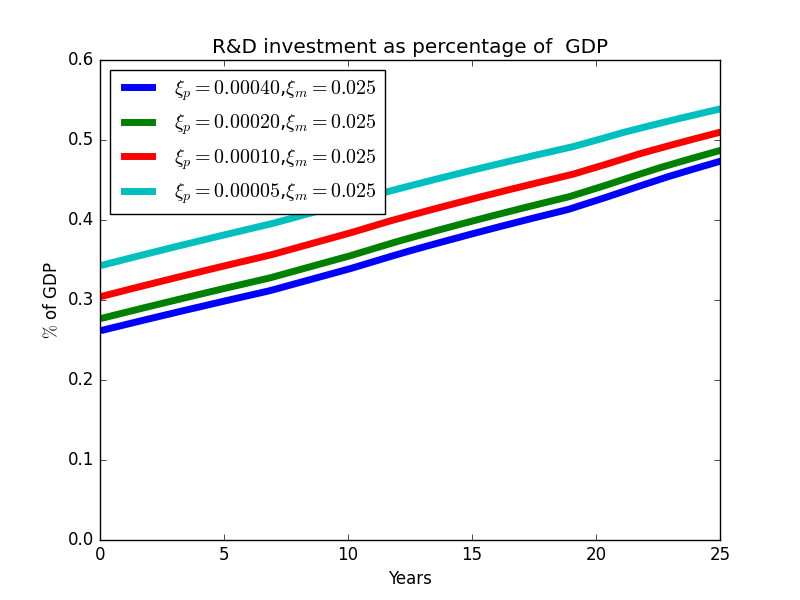 R&D investment as percentage of  GDP
0.6
0.5
0.4
0.3
0.2
0.1
0.0
% of GDP
ξp = 0.00040,ξm = 0.025
ξp = 0.00020,ξm = 0.025
ξp = 0.00010,ξm = 0.025
ξp = 0.00005,ξm = 0.025
0 5 10 15 20 25
Years